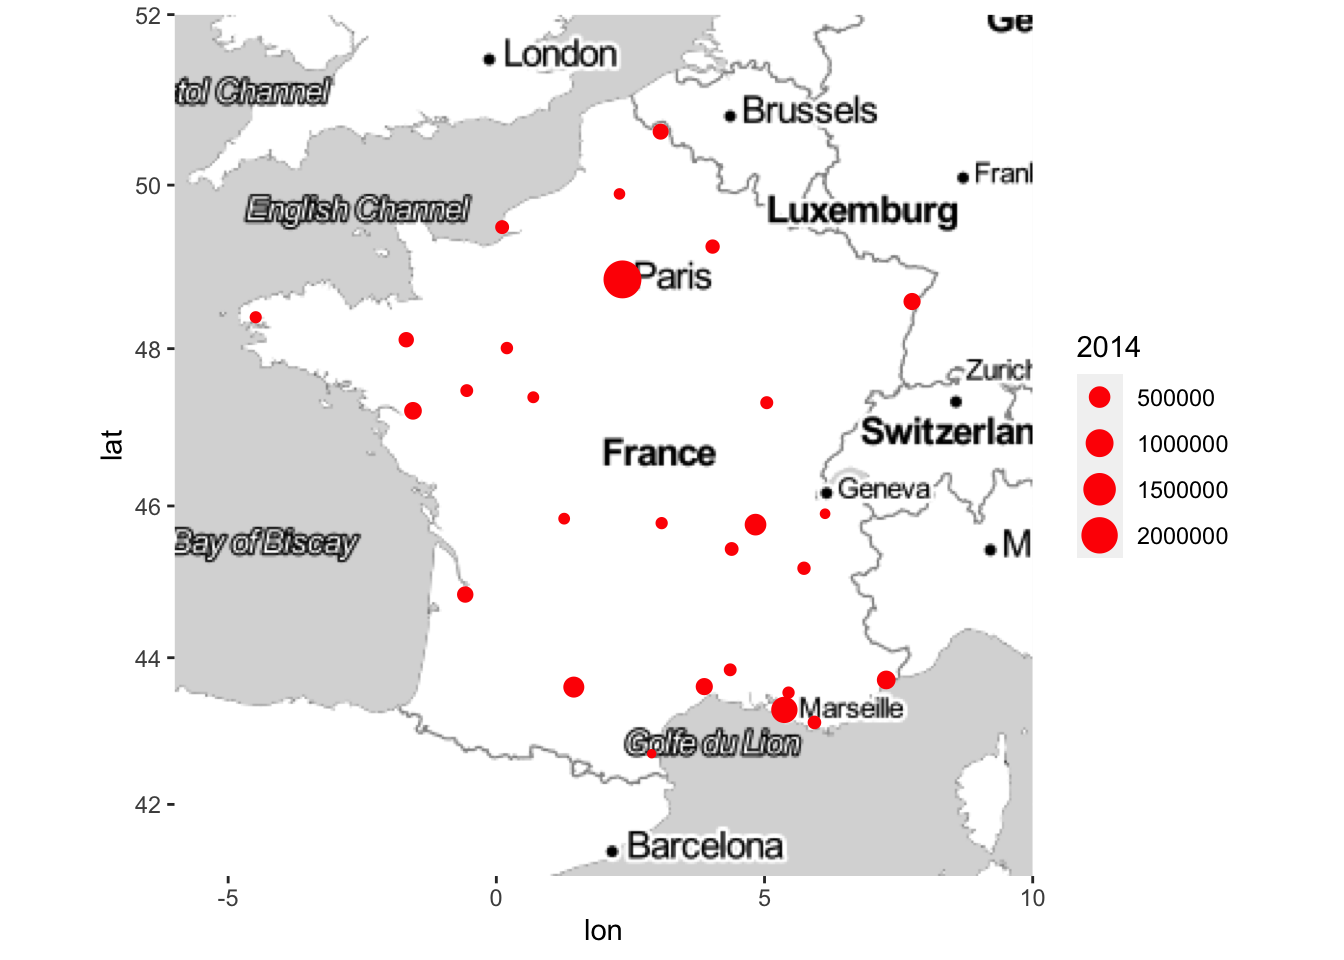 52
Ge
London
tol Channel
Brussels
50
Franl
English Channel
Luxemburg
Paris
48
Zurich
2014
500000
1000000
1500000
2000000
lat
France
Switzerlan
46
Geneva
Bay of Biscay
M
44
Marseille
Golfe du Lion
42
Barcelona
-5
0
5
10
lon